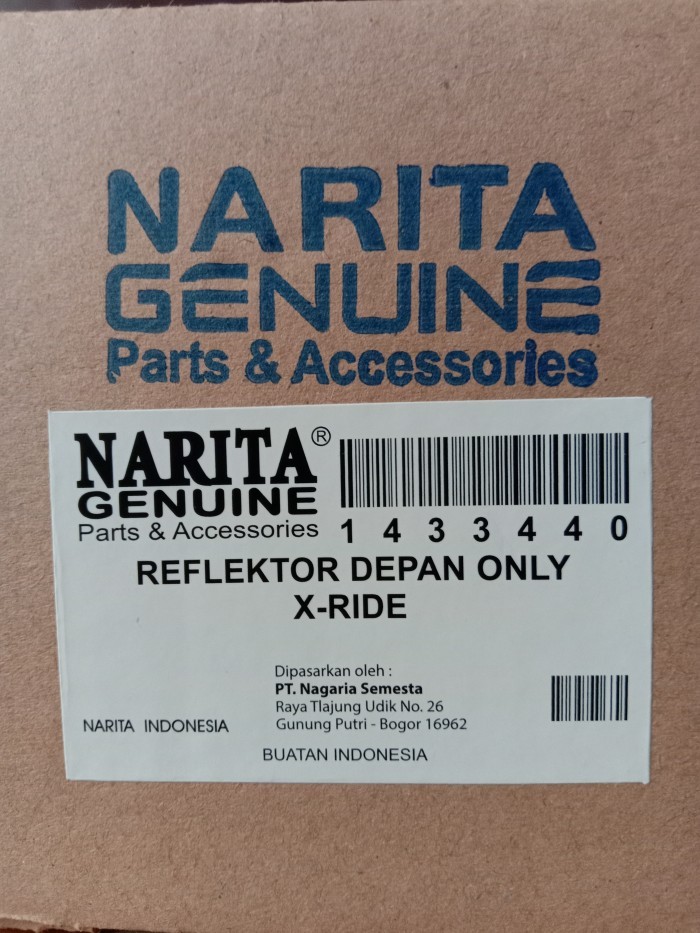 NARITA
GENUINE
Parts & Accessories
NARITA®
GENUINE
Parts & Accessories
1 4 3 3 4 4 0
REFLEKTOR DEPAN ONLY
X-RIDE
Dipasarkan oleh :
PT. Nagaria Semesta
Raya Tlajung Udik No. 26
Gunung Putri - Bogor 16962
NARITA INDONESIA
BUATAN INDONESIA